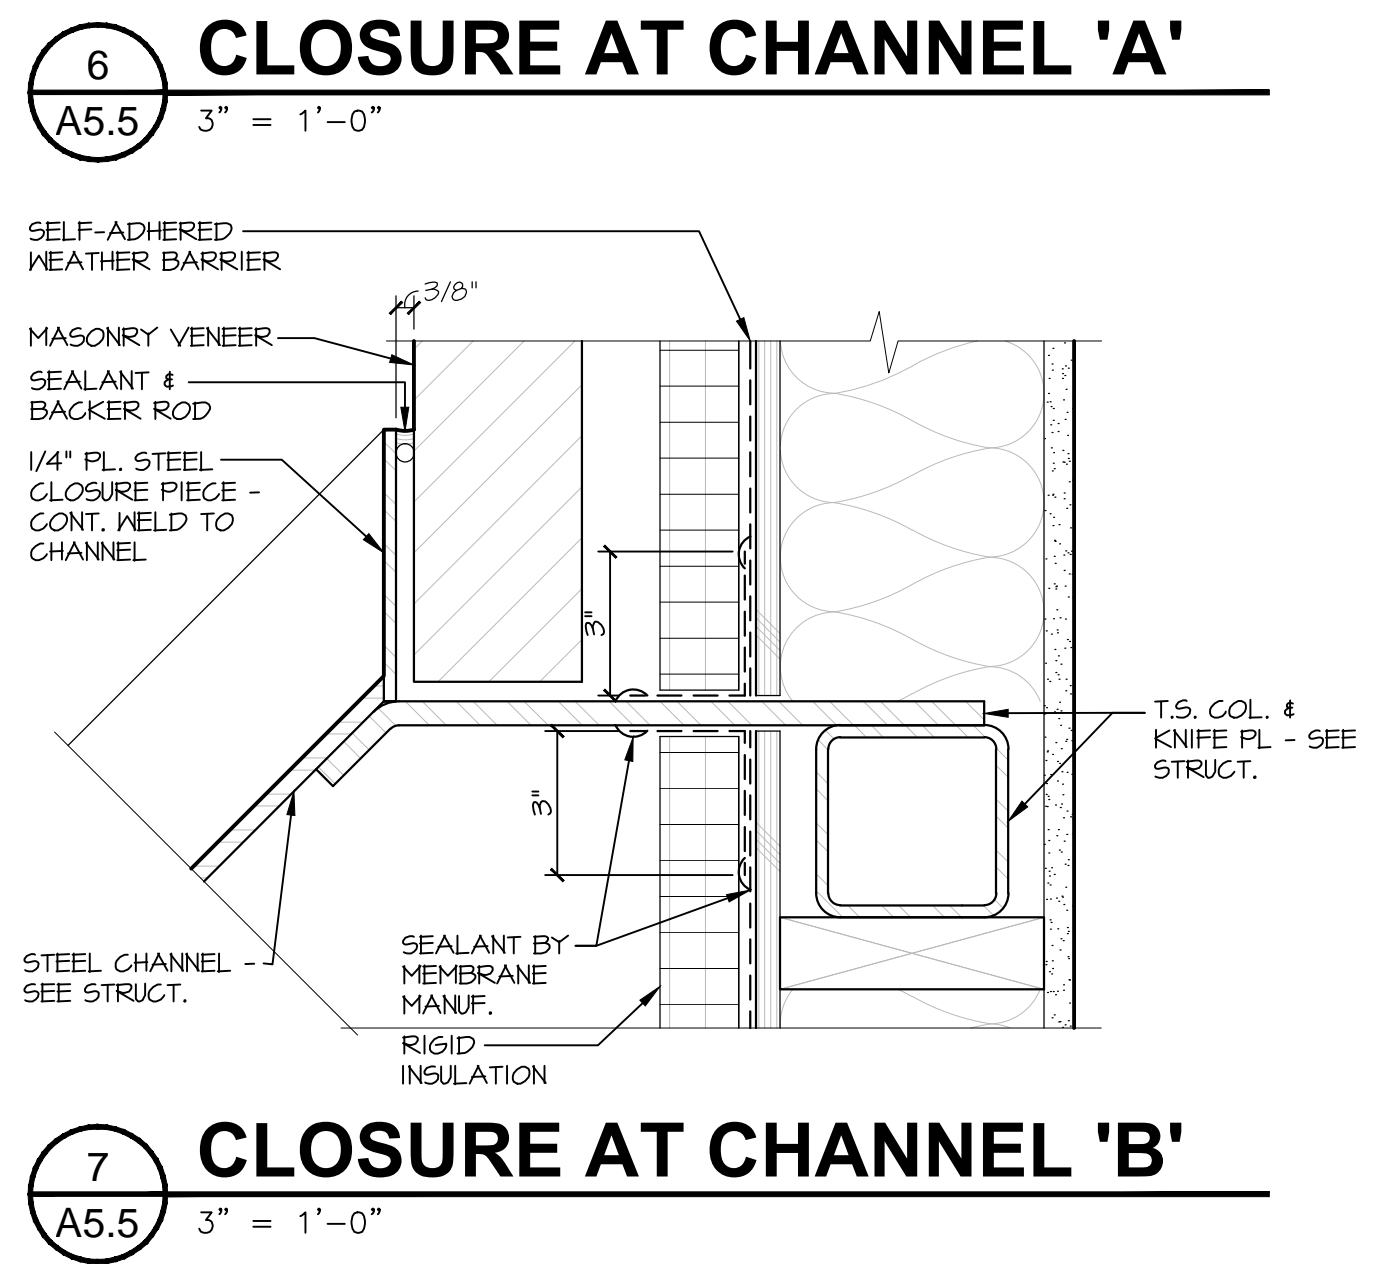 6
CLOSURE AT CHANNEL 'A'
A5.5
3" = 1'-0"
SELF-ADHERED
WEATHER BARRIER
3/8"
MASONRY VENEER
SEALANT &
BACKER ROD
1/4" PL. STEEL
CLOSURE PIECE -
CONT. WELD TO
CHANNEL
3"
T.S. COL. &
KNIFE PL - SEE
STRUCT.
3"
SEALANT BY
MEMBRANE
MANUF.
STEEL CHANNEL -
SEE STRUCT.
RIGID
INSULATION
7
CLOSURE AT CHANNEL 'B'
A5.5
3" = 1'-0"